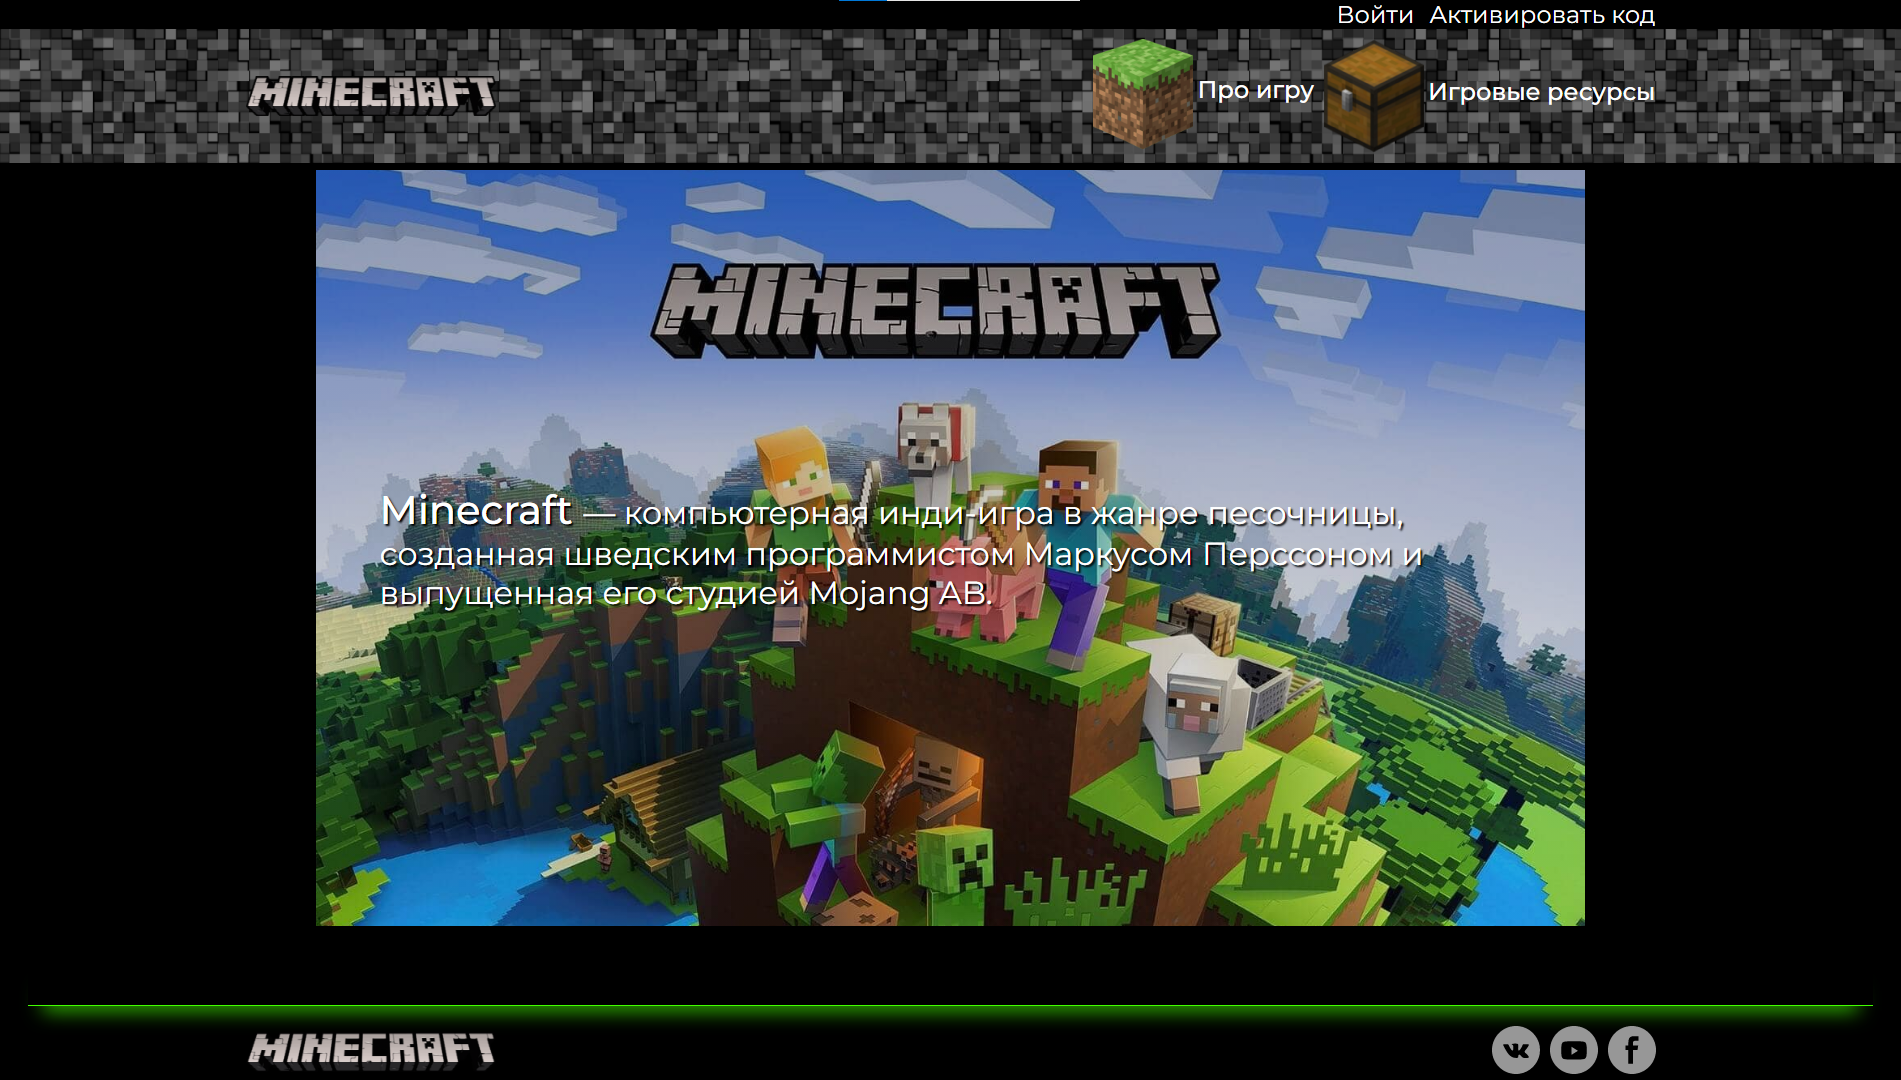 Войти Активировать код
MINECRAFT
Про игру
Игровые ресурсы
MINECRAFT
Minecraft — компьютерная инди-игра в жанре песочницы,
созданная шведским программистом Маркусом Перссоном и
выпущенная его студией Mojang AB.
MINECRAFT